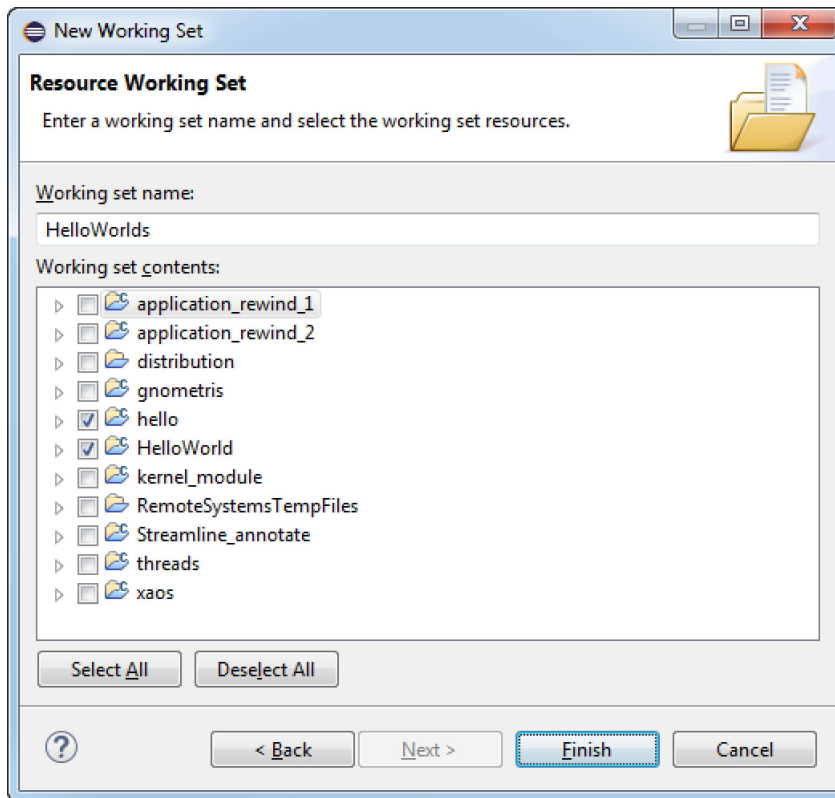 New Working Set
Resource Working Set
Enter a working set name and select the working set resources.
Working set name:
HelloWorlds
Working set contents:
application_rewind_1
application_rewind_2
distribution
gnometris
hello
HelloWorld
kernel_module
RemoteSystemsTempFiles
Streamline_annotate
threads
xaos
Select All Deselect All
? < Back Next > Finish Cancel